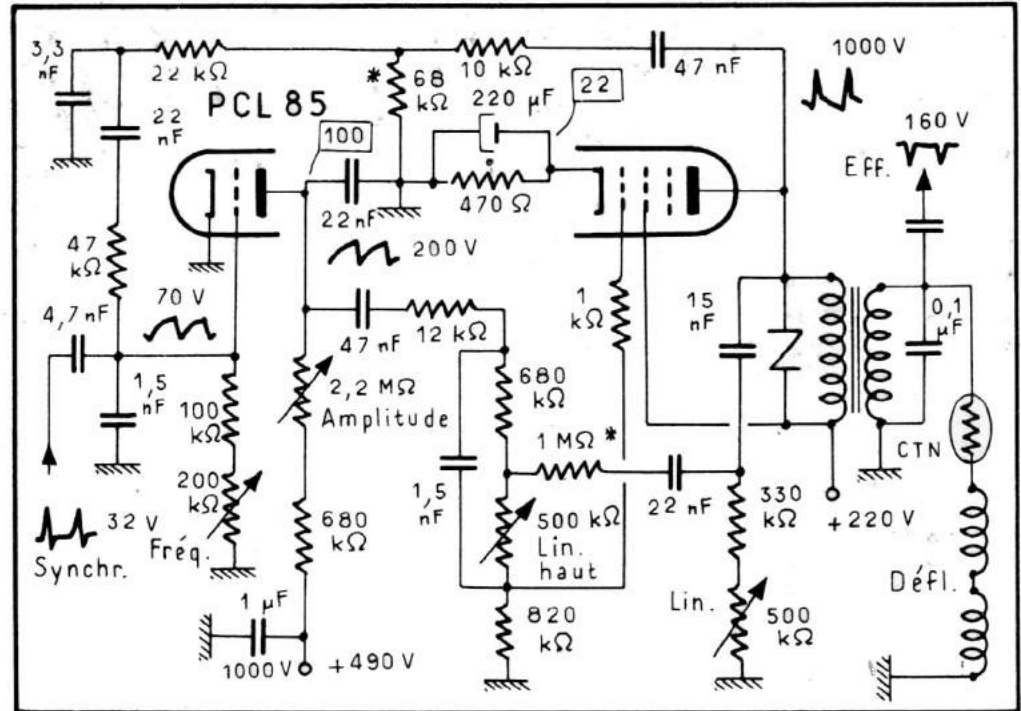 3,3
nF
22 kΩ
*
68
kΩ
10 kΩ
47 nF
1000 V
PCL 85
220 µF
22
22
nF
100
160 V
Eff.
22 nF
470 Ω
47
kΩ
200 V
70 V
4,7 nF
1
kΩ
15
nF
0,1
µF
47 nF
12 kΩ
1,5
nF
100
kΩ
2,2 MΩ
Amplitude
680
kΩ
1 MΩ *
CTN
200
kΩ
1,5
nF
22 nF
330
kΩ
+220 V
32 V
Synchr.
Fréq.
680
kΩ
500 kΩ
Lin.
haut
Défl.
1
µF
1000V
+490 V
820
kΩ
Lin.
500
kΩ